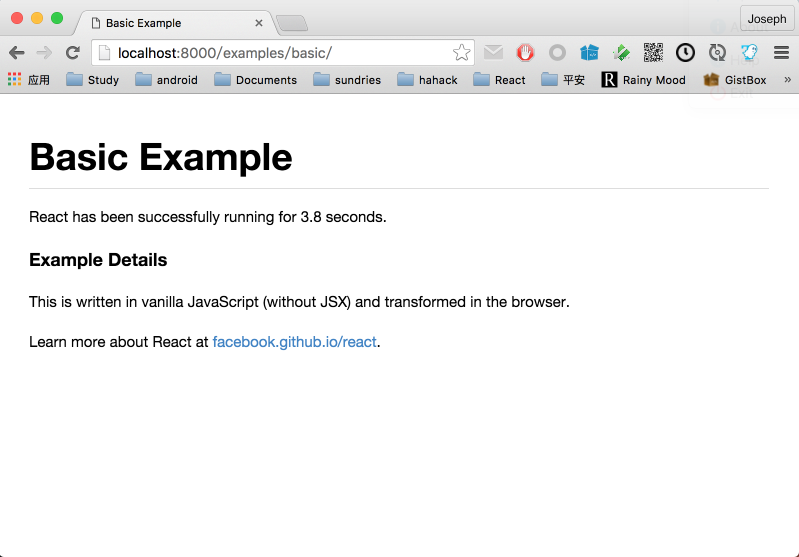 Basic Example
Joseph
localhost:8000/examples/basic/
应用 Study android Documents sundries hahack React 平安 R Rainy Mood GistBox »
Basic Example
React has been successfully running for 3.8 seconds.
Example Details
This is written in vanilla JavaScript (without JSX) and transformed in the browser.
Learn more about React at facebook.github.io/react.